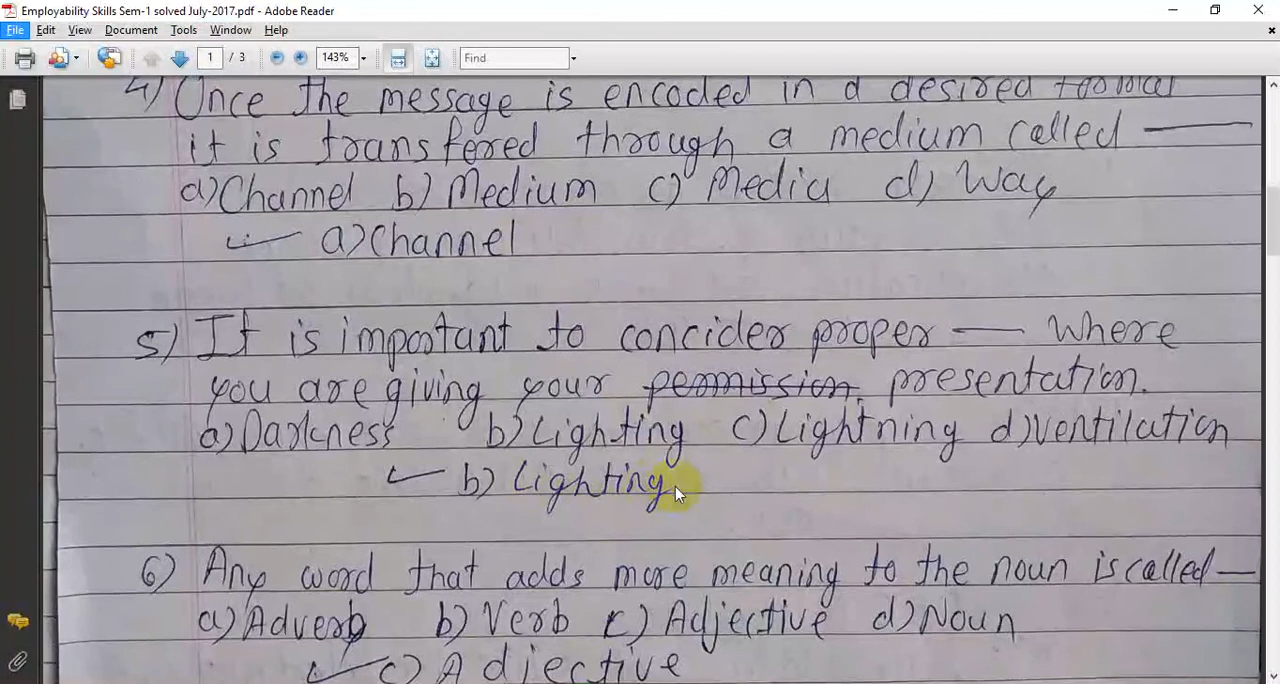 Employability Skills Sem-1 solved July-2017.pdf - Adobe Reader
File Edit View Document Tools Window Help
1 / 3 143% Find
4) Once the message is encoded in a desired format
it is transfered through a medium called ——
a) Channel b) Medium c) Media d) Way
a) Channel
5) It is important to concider proper —— Where
you are giving your permission. presentation.
a) Darkness b) Lighting c) Lightning d) ventilation
b) Lighting
6) Any word that adds more meaning to the noun is called —
a) Adverb b) Verb c) Adjective d) Noun
c) Adjective